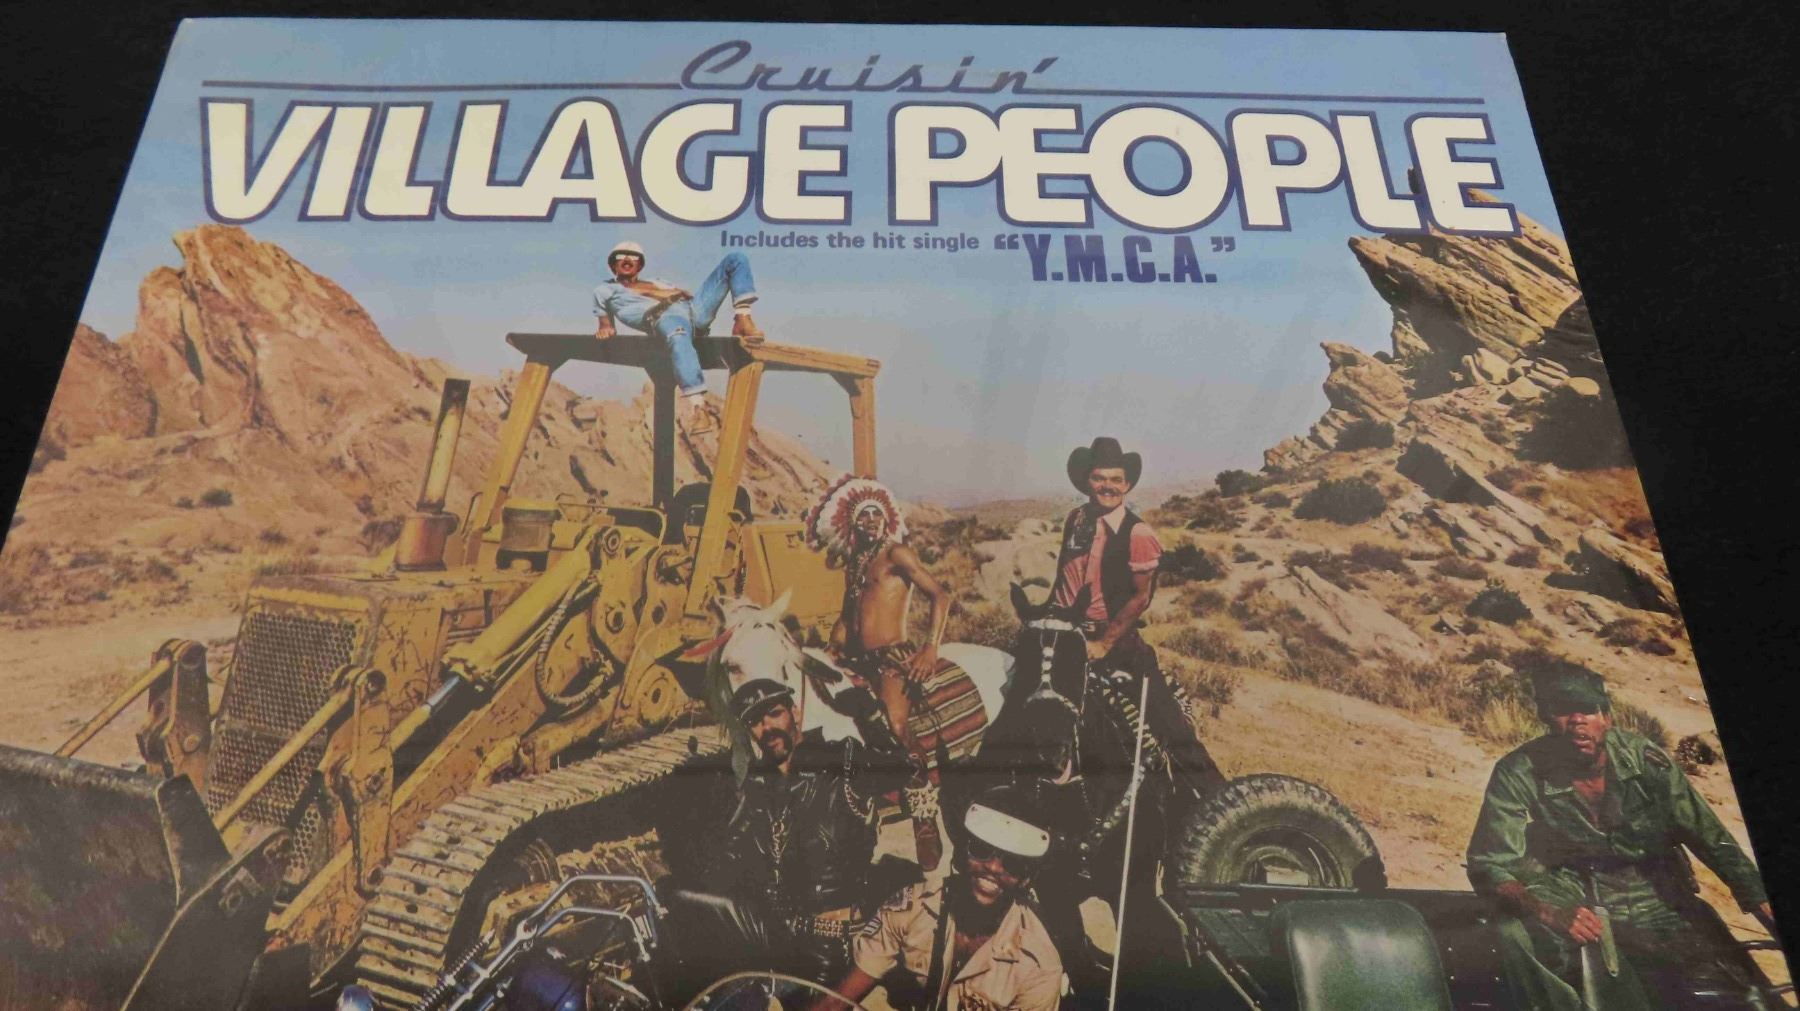 Cruisin'
VILLAGE PEOPLE
Includes the hit single “Y.M.C.A.”